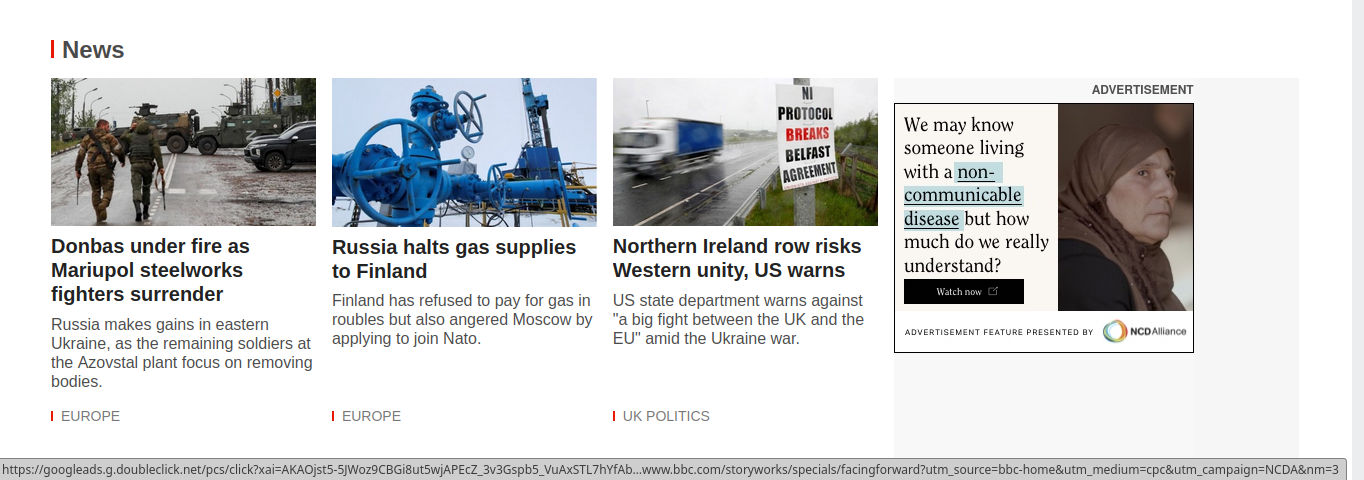 News
Donbas under fire as
Mariupol steelworks
fighters surrender
Russia makes gains in eastern
Ukraine, as the remaining soldiers at
the Azovstal plant focus on removing
bodies.
EUROPE
Russia halts gas supplies
to Finland
Finland has refused to pay for gas in
roubles but also angered Moscow by
applying to join Nato.
EUROPE
NI
PROTOCOL
BREAKS
BELFAST
AGREEMENT
Northern Ireland row risks
Western unity, US warns
US state department warns against
"a big fight between the UK and the
EU" amid the Ukraine war.
UK POLITICS
ADVERTISEMENT
We may know
someone living
with a non-
communicable
disease but how
much do we really
understand?
Watch now
ADVERTISEMENT FEATURE PRESENTED BY NCDAlliance
https://googleads.g.doubleclick.net/pcs/click?xai=AKAOjst5-5JWoz9CBGi8ut5wjAPEcZ_3v3Gspb5_VuAxSTL7hYfAb...www.bbc.com/storyworks/specials/facingforward?utm_source=bbc-home&utm_medium=cpc&utm_campaign=NCDA&nm=3